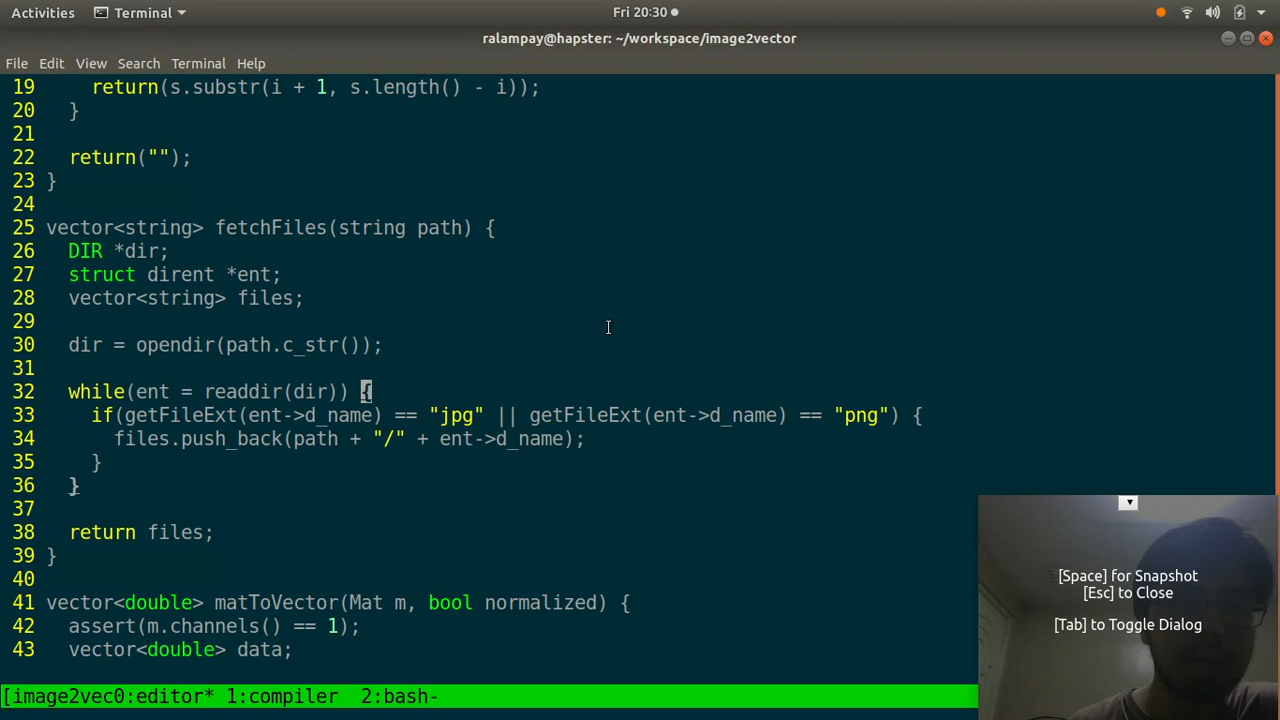 Activities Terminal Fri 20:30
ralampay@hapster: ~/workspace/image2vector
File Edit View Search Terminal Help
19 return(s.substr(i + 1, s.length() - i));
20 }
21
22 return("");
23 }
24
25 vector<string> fetchFiles(string path) {
26 DIR *dir;
27 struct dirent *ent;
28 vector<string> files;
29
30 dir = opendir(path.c_str());
31
32 while(ent = readdir(dir)) {
33 if(getFileExt(ent->d_name) == "jpg" || getFileExt(ent->d_name) == "png") {
34 files.push_back(path + "/" + ent->d_name);
35 }
36 }
37
38 return files;
39 }
40
41 vector<double> matToVector(Mat m, bool normalized) {
42 assert(m.channels() == 1);
43 vector<double> data;
[image2vec0:editor* 1:compiler 2:bash-
[Space] for Snapshot
[Esc] to Close
[Tab] to Toggle Dialog